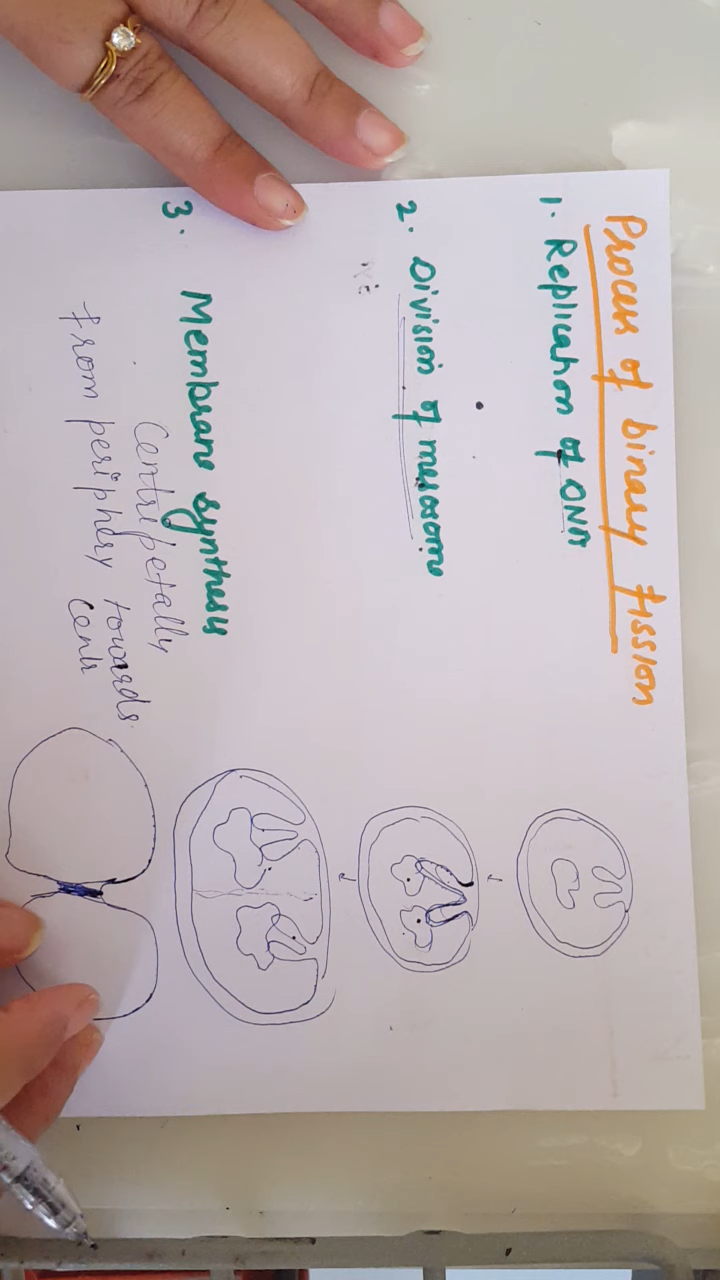 Process of binary fission
1. Replication of DNA
2. Division of mesosome
3. Membrane synthesis
Centripetally
from periphery towards